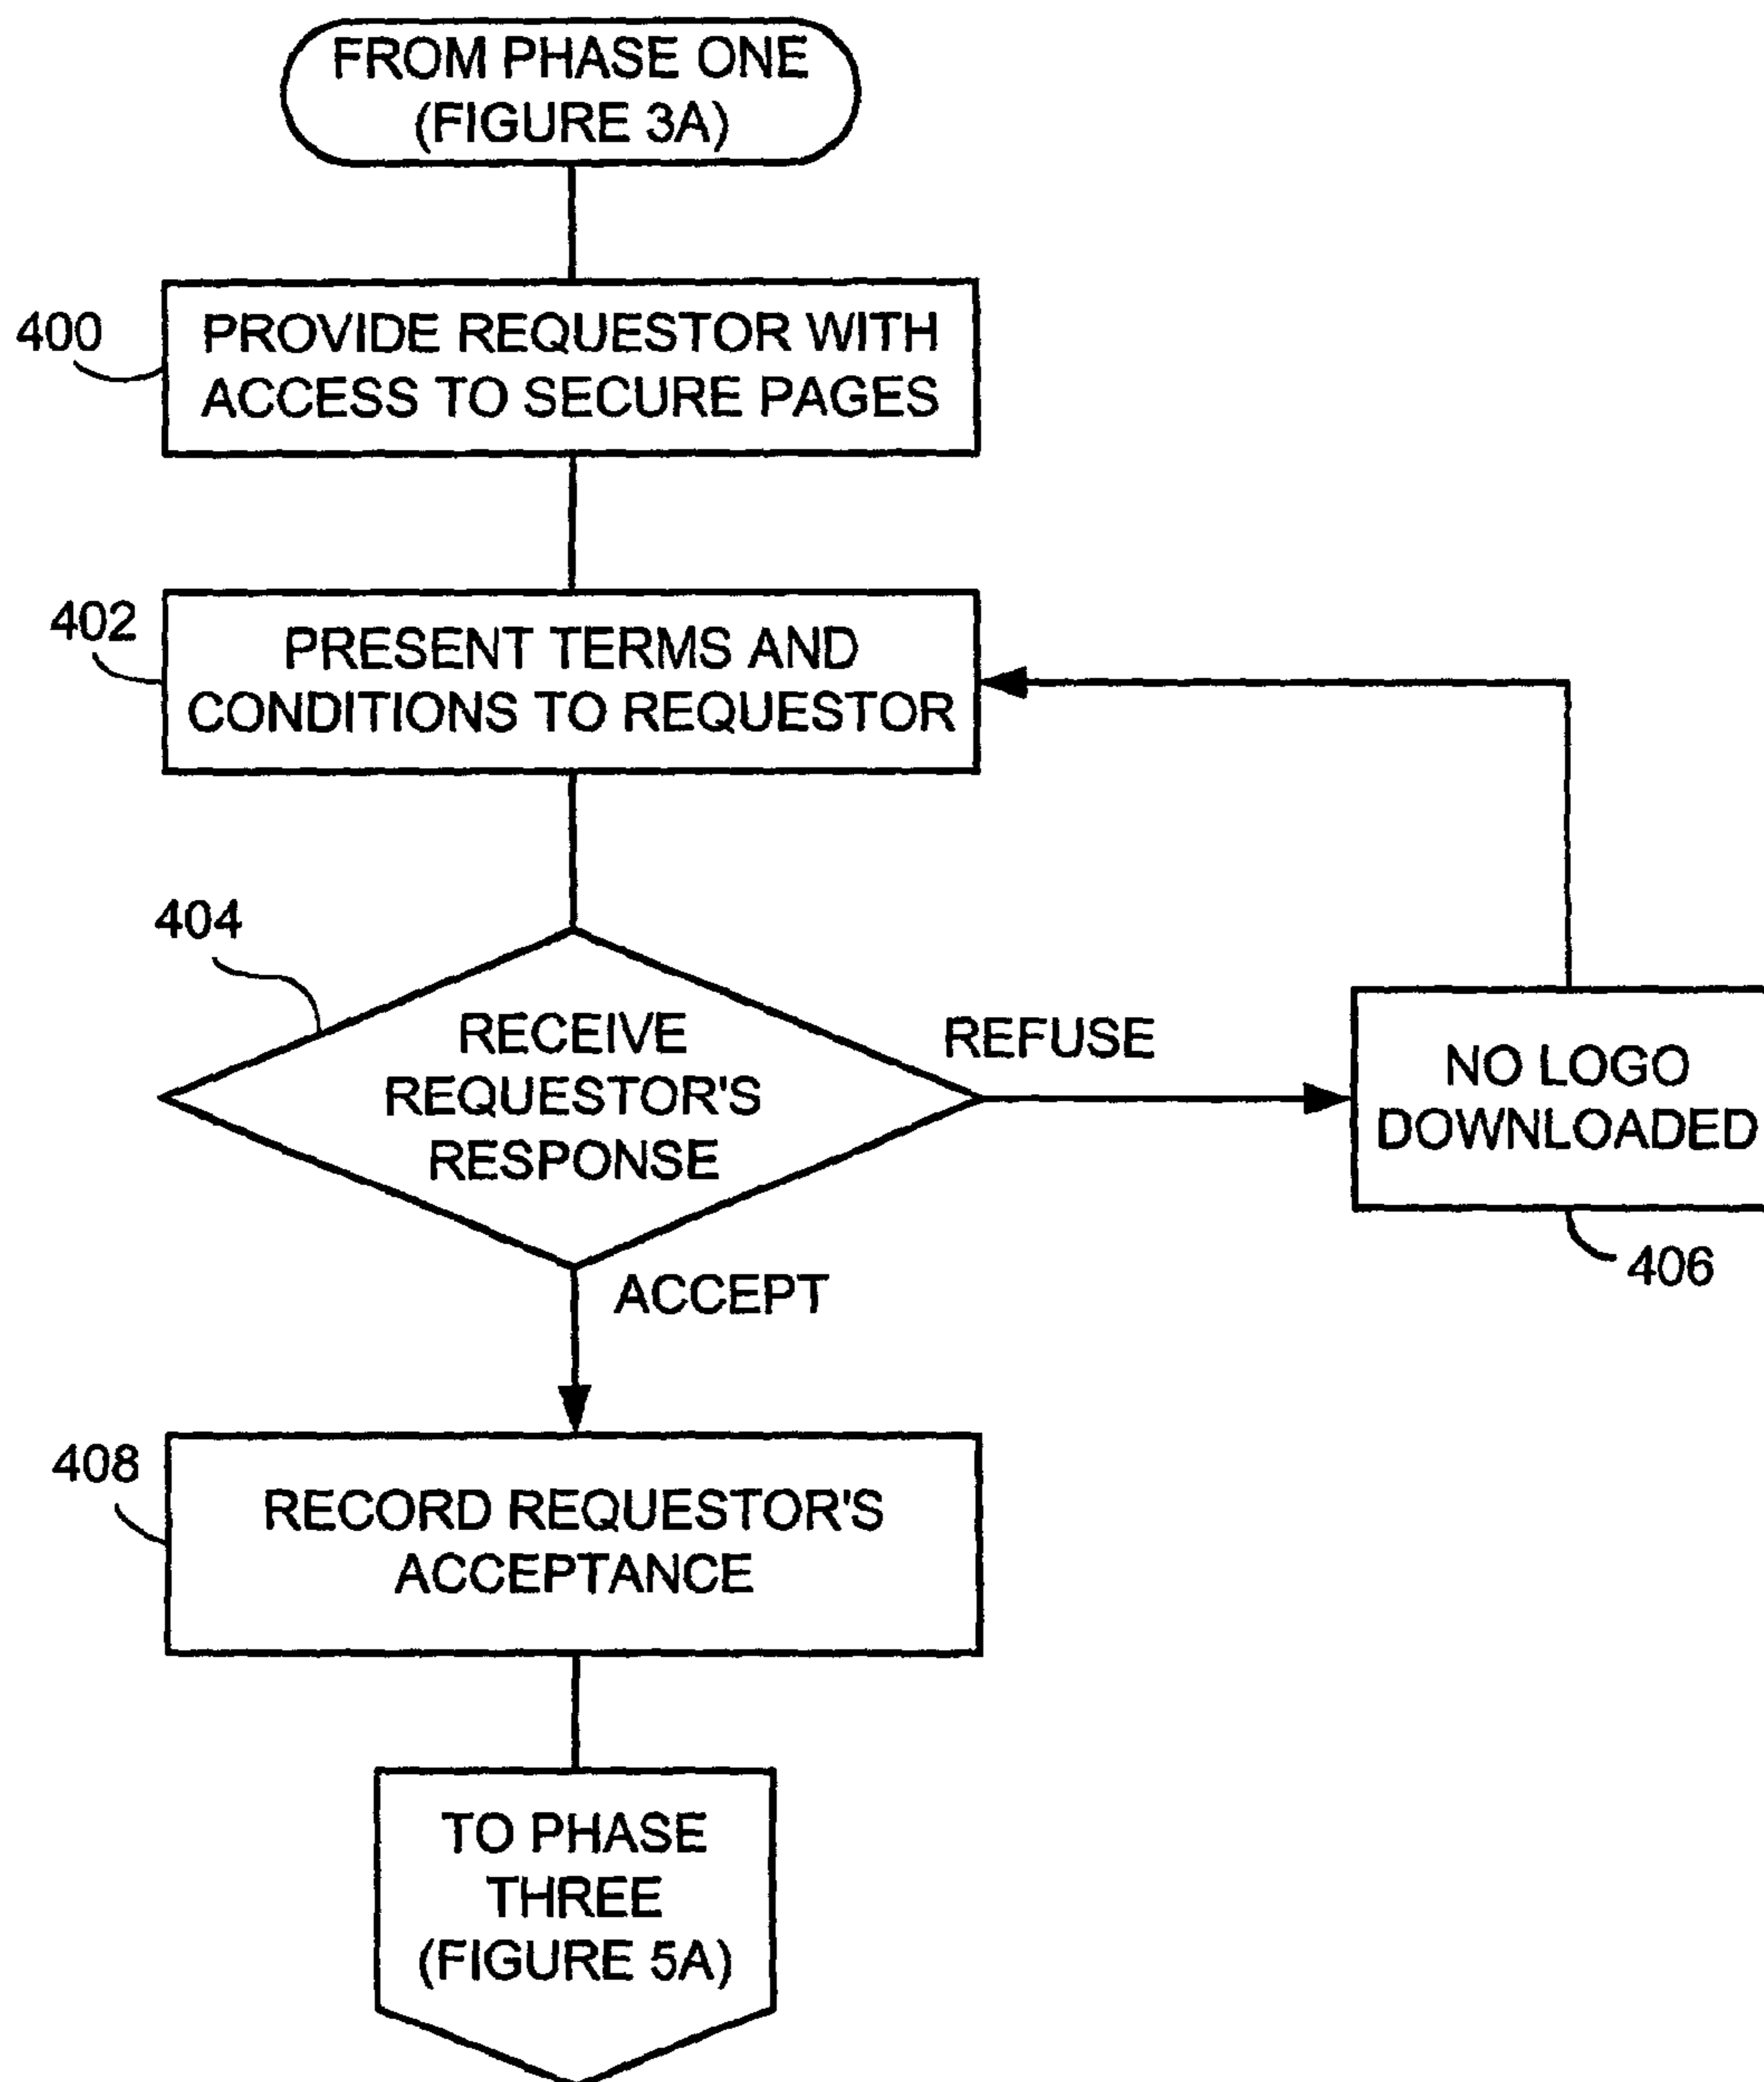 FROM PHASE ONE
(FIGURE 3A)
400
PROVIDE REQUESTOR WITH
ACCESS TO SECURE PAGES
402
PRESENT TERMS AND
CONDITIONS TO REQUESTOR
404
RECEIVE
REQUESTOR'S
RESPONSE
REFUSE
NO LOGO
DOWNLOADED
406
ACCEPT
408
RECORD REQUESTOR'S
ACCEPTANCE
TO PHASE
THREE
(FIGURE 5A)